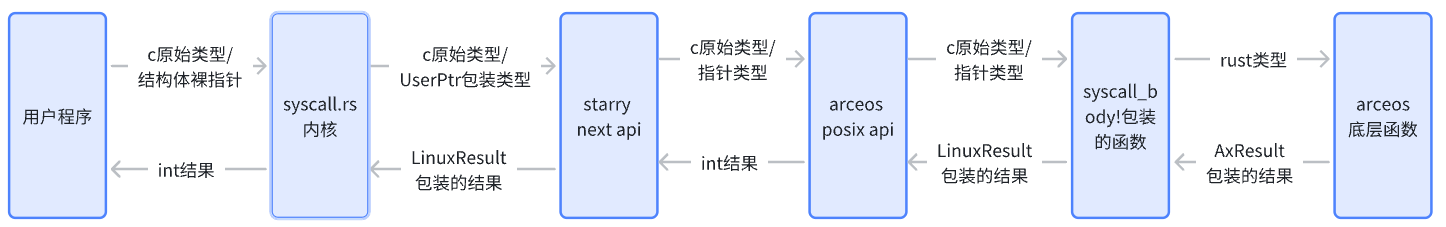 用户程序
c原始类型/
结构体裸指针
int结果
syscall.rs
内核
c原始类型/
UserPtr包装类型
LinuxResult
包装的结果
starry
next api
c原始类型/
指针类型
int结果
arceos
posix api
c原始类型/
指针类型
LinuxResult
包装的结果
syscall_b
ody!包装
的函数
rust类型
AxResult
包装的结果
arceos
底层函数